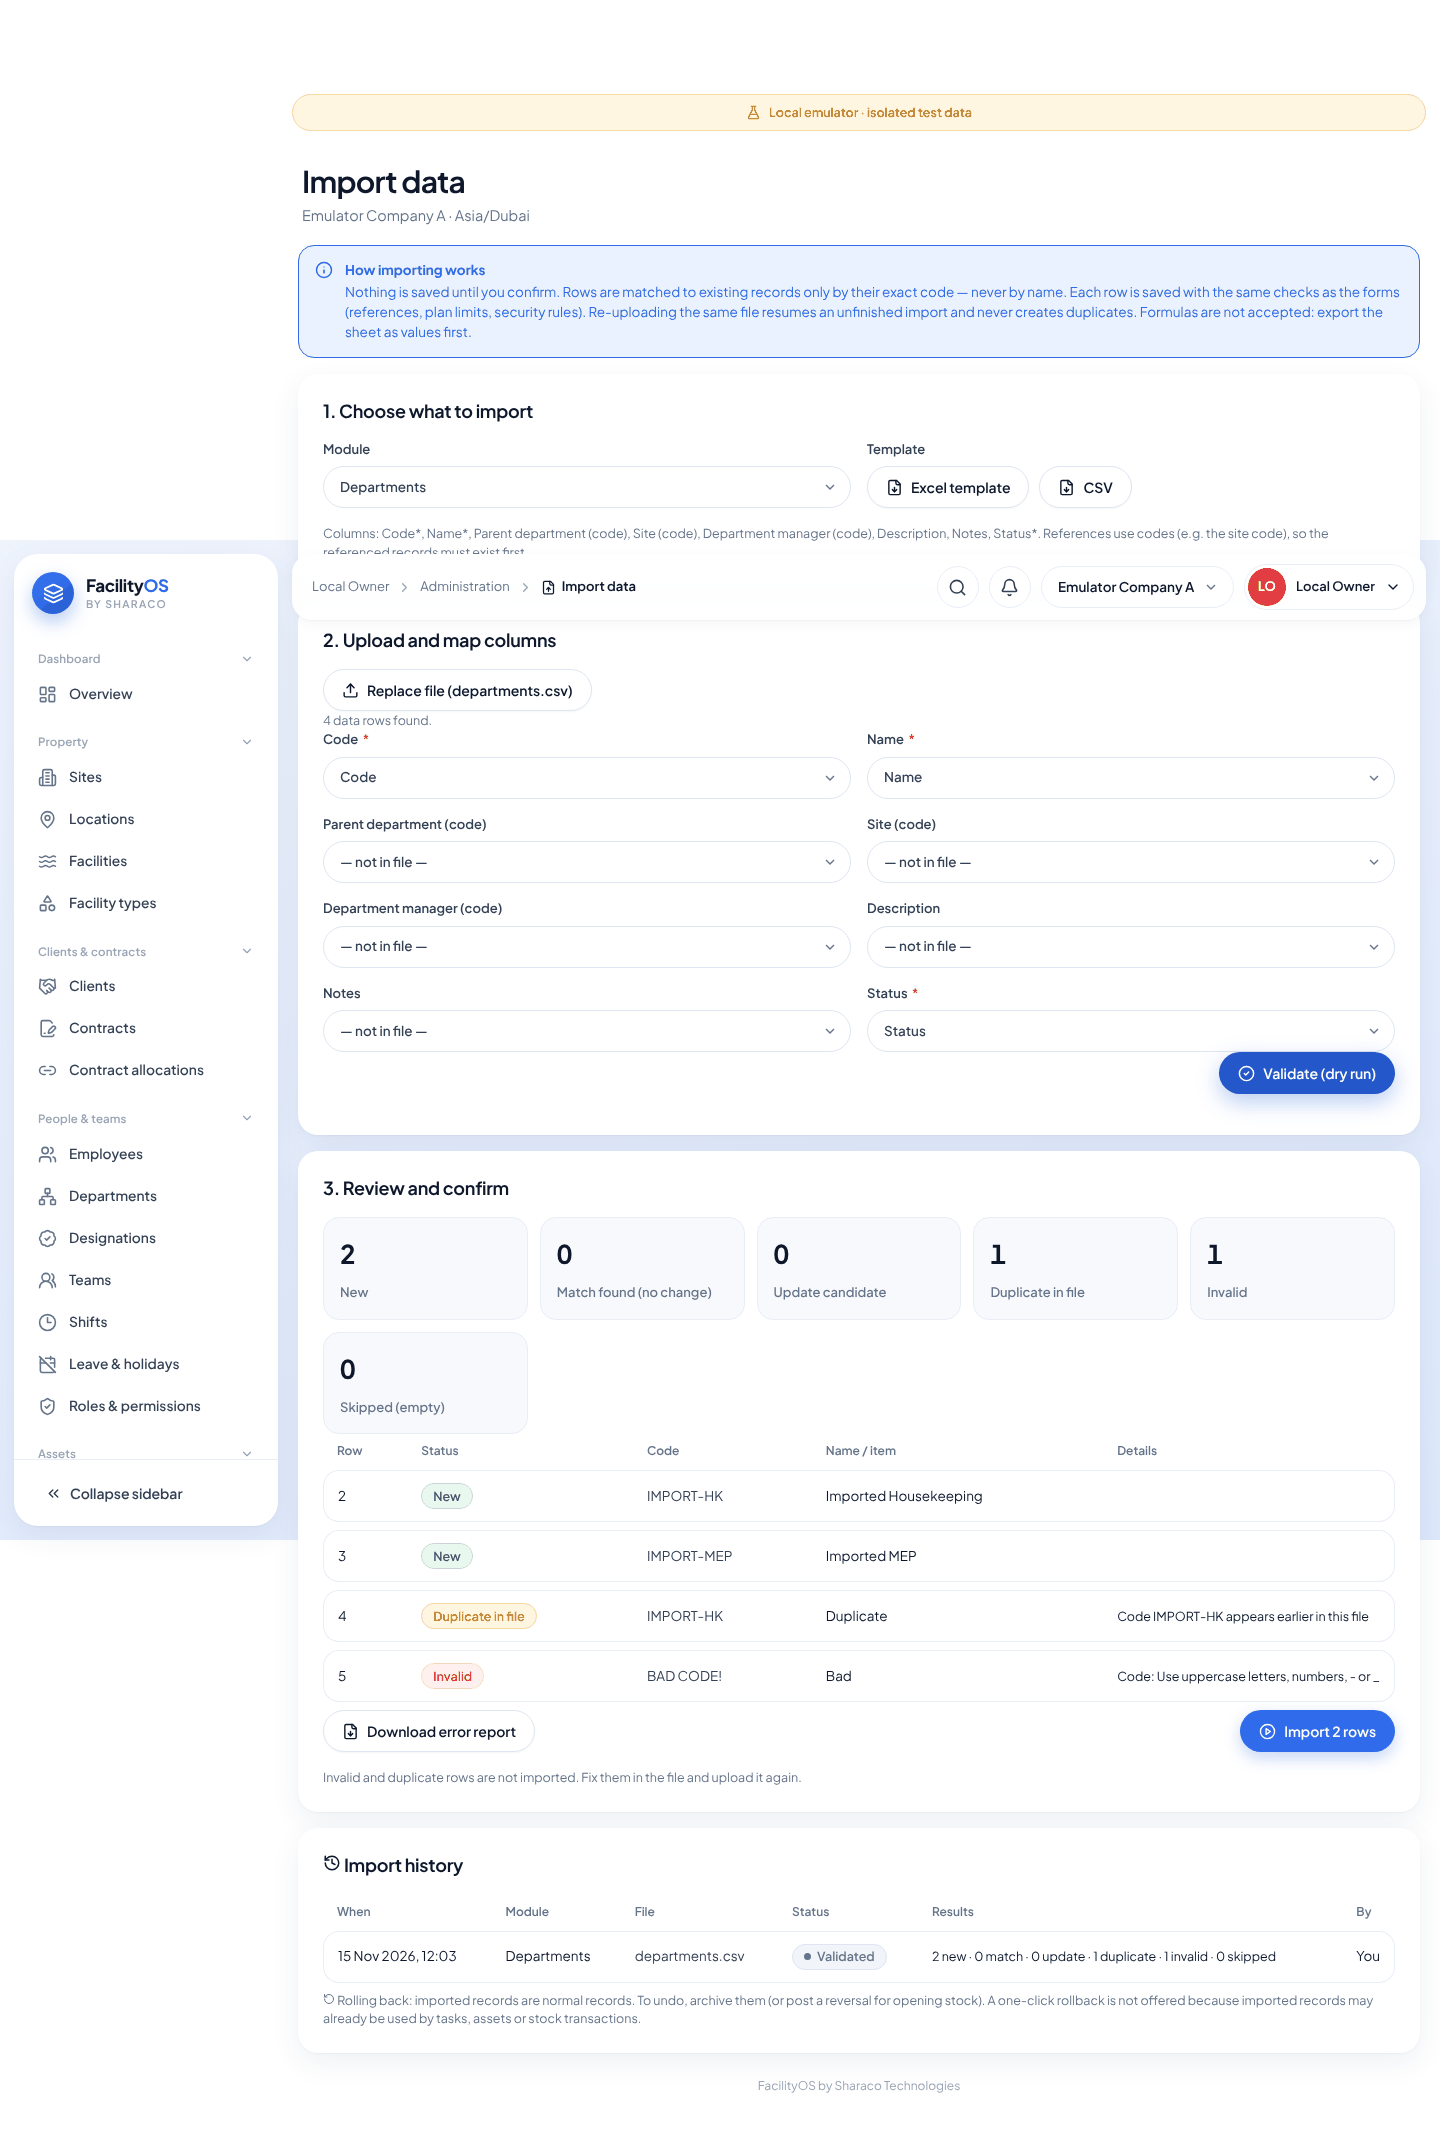 Local emulator · isolated test data
Import data
Emulator Company A · Asia/Dubai
How importing works
Nothing is saved until you confirm. Rows are matched to existing records only by their exact code — never by name. Each row is saved with the same checks as the forms
(references, plan limits, security rules). Re-uploading the same file resumes an unfinished import and never creates duplicates. Formulas are not accepted: export the
sheet as values first.
1. Choose what to import
Module
Template
Departments
Excel template
CSV
Columns: Code*, Name*, Parent department (code), Site (code), Department manager (code), Description, Notes, Status*. References use codes (e.g. the site code), so the
referenced records must exist first.
FacilityOS
BY SHARACO
Dashboard
Overview
Property
Sites
Locations
Facilities
Facility types
Clients & contracts
Clients
Contracts
Contract allocations
People & teams
Employees
Departments
Designations
Teams
Shifts
Leave & holidays
Roles & permissions
Assets
Collapse sidebar
Local Owner
Administration
Import data
Emulator Company A
LO
Local Owner
2. Upload and map columns
Replace file (departments.csv)
4 data rows found.
Code *
Name *
Code
Name
Parent department (code)
Site (code)
— not in file —
— not in file —
Department manager (code)
Description
— not in file —
— not in file —
Notes
Status *
— not in file —
Status
Validate (dry run)
3. Review and confirm
2
New
0
Match found (no change)
0
Update candidate
1
Duplicate in file
1
Invalid
0
Skipped (empty)
Row Status Code Name / item Details
2 New IMPORT-HK Imported Housekeeping
3 New IMPORT-MEP Imported MEP
4 Duplicate in file IMPORT-HK Duplicate Code IMPORT-HK appears earlier in this file
5 Invalid BAD CODE! Bad Code: Use uppercase letters, numbers, - or _
Download error report
Import 2 rows
Invalid and duplicate rows are not imported. Fix them in the file and upload it again.
Import history
When Module File Status Results By
15 Nov 2026, 12:03 Departments departments.csv Validated 2 new · 0 match · 0 update · 1 duplicate · 1 invalid · 0 skipped You
Rolling back: imported records are normal records. To undo, archive them (or post a reversal for opening stock). A one-click rollback is not offered because imported records may
already be used by tasks, assets or stock transactions.
FacilityOS by Sharaco Technologies